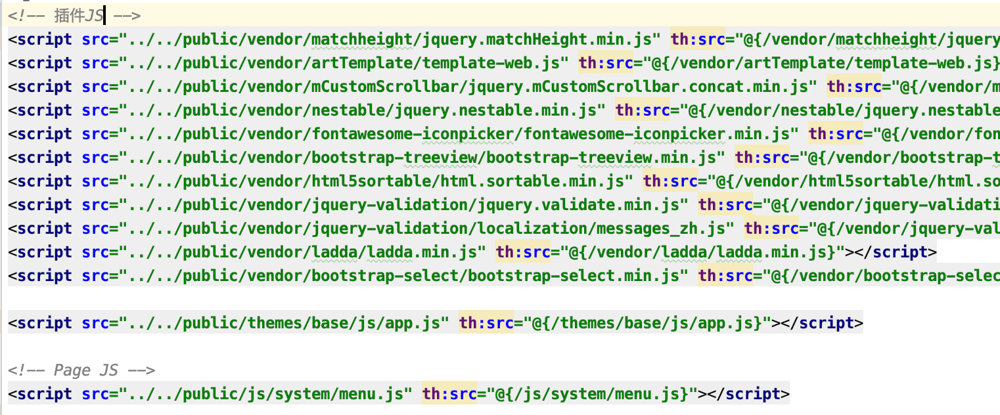 <!-- 插件JS -->
<script src="../../public/vendor/matchheight/jquery.matchHeight.min.js" th:src="@{/vendor/matchheight/jquery
<script src="../../public/vendor/artTemplate/template-web.js" th:src="@{/vendor/artTemplate/template-web.js}
<script src="../../public/vendor/mCustomScrollbar/jquery.mCustomScrollbar.concat.min.js" th:src="@{/vendor/m
<script src="../../public/vendor/nestable/jquery.nestable.min.js" th:src="@{/vendor/nestable/jquery.nestable
<script src="../../public/vendor/fontawesome-iconpicker/fontawesome-iconpicker.min.js" th:src="@{/vendor/fon
<script src="../../public/vendor/bootstrap-treeview/bootstrap-treeview.min.js" th:src="@{/vendor/bootstrap-t
<script src="../../public/vendor/html5sortable/html.sortable.min.js" th:src="@{/vendor/html5sortable/html.so
<script src="../../public/vendor/jquery-validation/jquery.validate.min.js" th:src="@{/vendor/jquery-validati
<script src="../../public/vendor/jquery-validation/localization/messages_zh.js" th:src="@{/vendor/jquery-val
<script src="../../public/vendor/ladda/ladda.min.js" th:src="@{/vendor/ladda/ladda.min.js}"></script>
<script src="../../public/vendor/bootstrap-select/bootstrap-select.min.js" th:src="@{/vendor/bootstrap-selec
<script src="../../public/themes/base/js/app.js" th:src="@{/themes/base/js/app.js}"></script>
<!-- Page JS -->
<script src="../../public/js/system/menu.js" th:src="@{/js/system/menu.js}"></script>